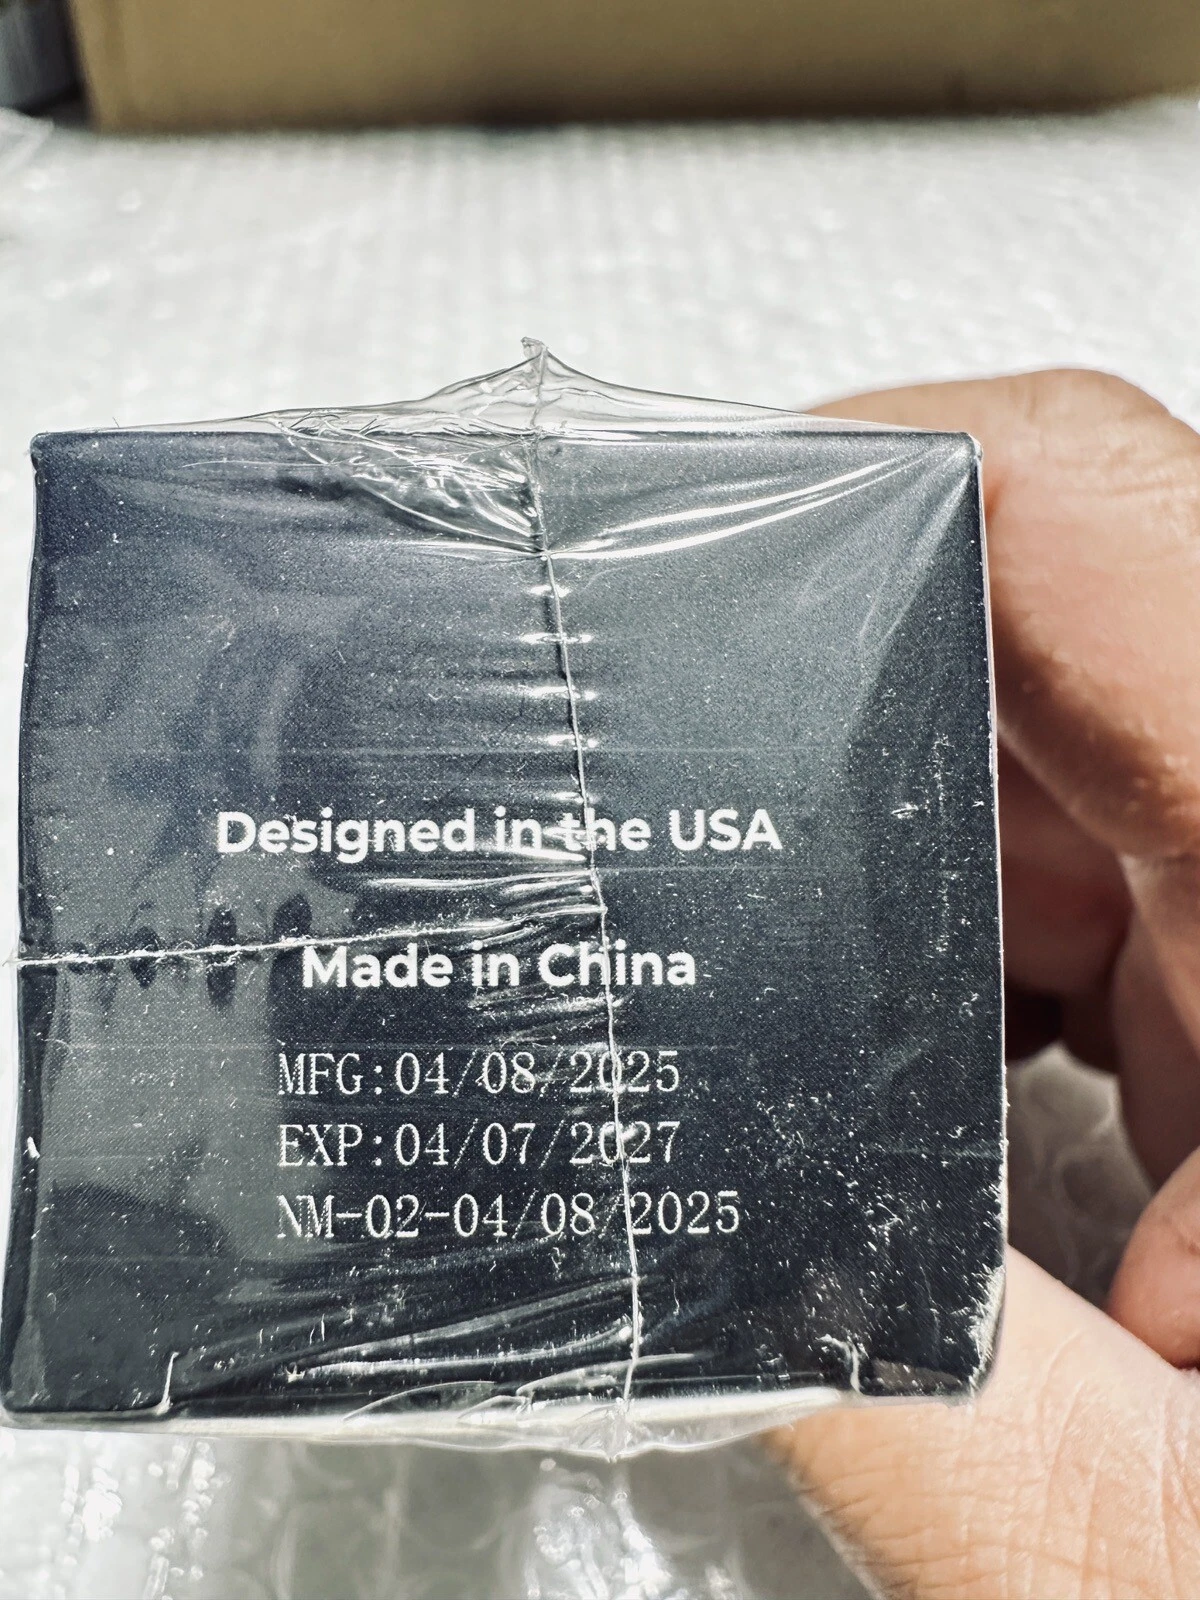 Designed in the USA
Made in China
MFG:04/08/2025
EXP:04/07/2027
NM-02-04/08/2025